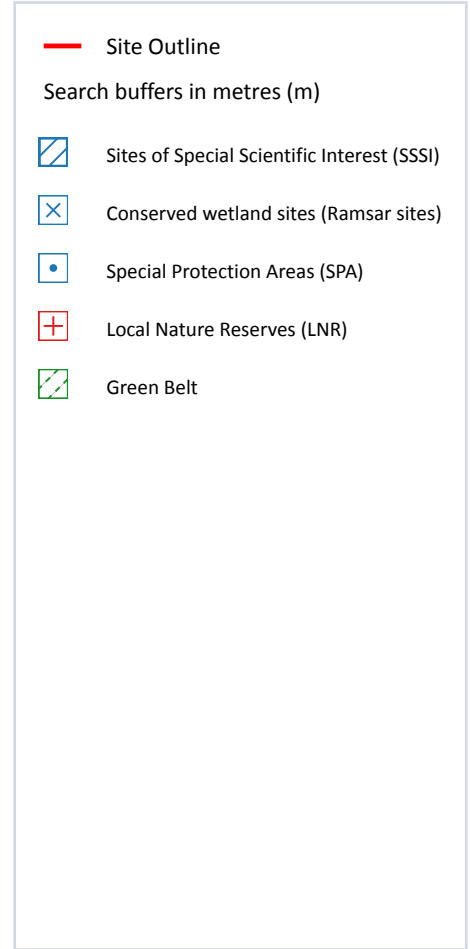 Site Outline
Search buffers in metres (m)
Sites of Special Scientific Interest (SSSI)
Conserved wetland sites (Ramsar sites)
Special Protection Areas (SPA)
Local Nature Reserves (LNR)
Green Belt